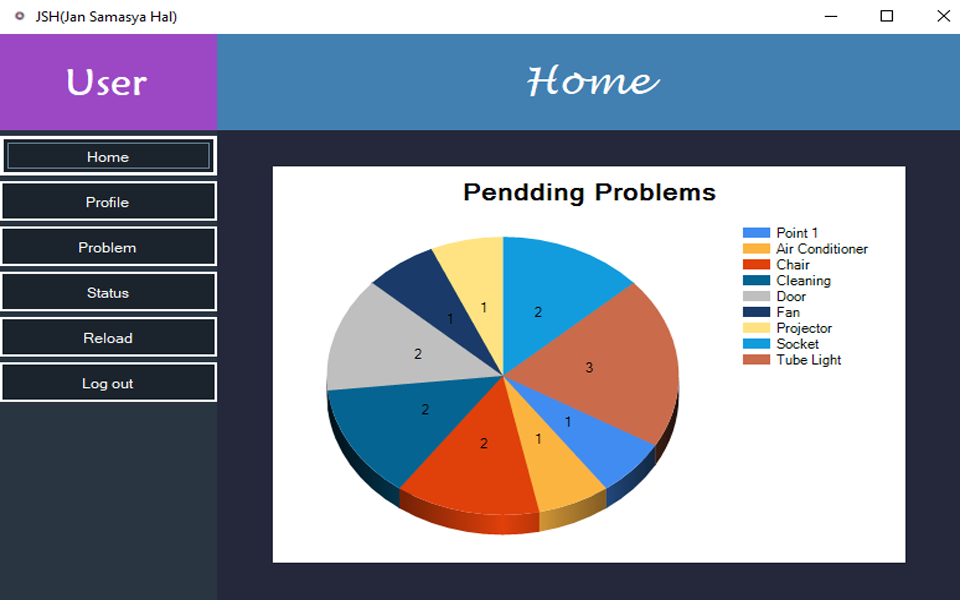 JSH(Jan Samasya Hal)
User
Home
Home
Profile
Problem
Status
Reload
Log out
Pendding Problems
Point 1
Air Conditioner
Chair
Cleaning
Door
Fan
Projector
Socket
Tube Light
1
2
1
2
3
2
1
2
1